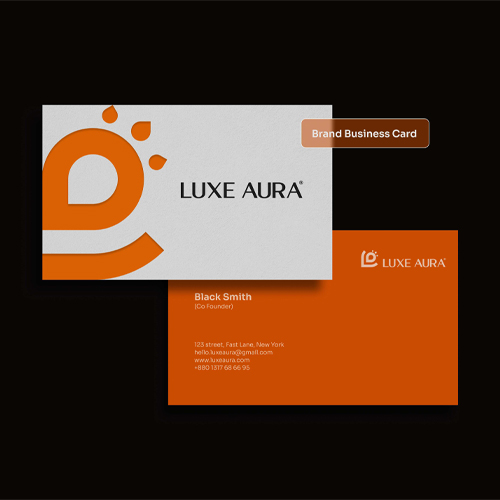 Brand Business Card
LUXE AURA®
LUXE AURA®
Black Smith
(Co Founder)
123 street, Fast Lane, New York
hello.luxeaura@gmail.com
www.luxeaura.com
+880 1317 68 66 95